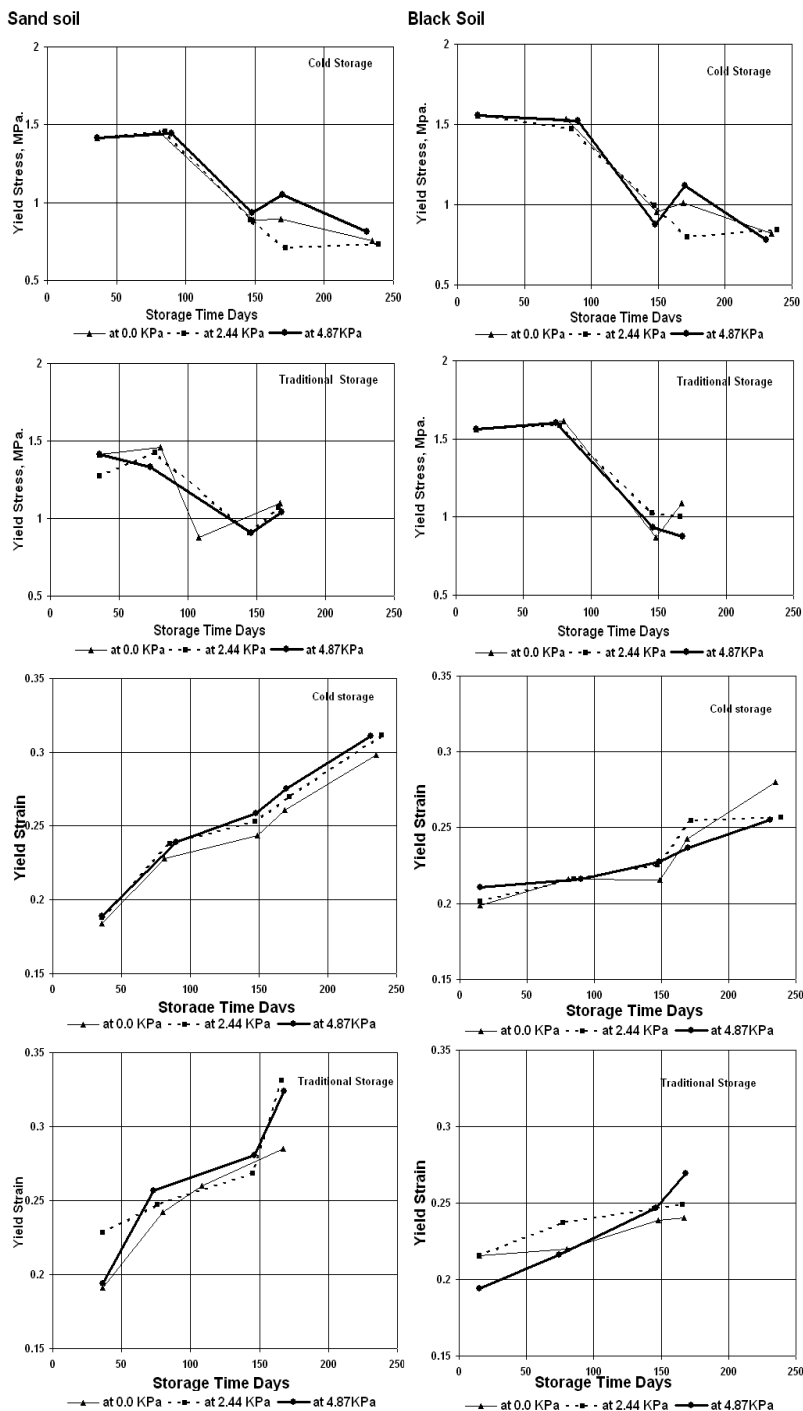 Sand soil
Black Soil
2
1.5
1
0.5
Yield Stress, MPa.
Cold Storage
0 50 100 150 200 250
Storage Time Days
at 0.0 KPa at 2.44 KPa at 4.87KPa
2
1.5
1
0.5
Yield Stress, Mpa.
Cold Storage
0 50 100 150 200 250
Storage Time Days
at 0.0 KPa at 2.44 KPa at 4.87KPa
2
1.5
1
0.5
Yield Stress, MPa.
Traditional Storage
0 50 100 150 200 250
Storage Time Days
at 0.0 KPa at 2.44 KPa at 4.87KPa
2
1.5
1
0.5
Yield Stress, Mpa.
Traditional Storage
0 50 100 150 200 250
Storage Time Days
at 0.0 KPa at 2.44 KPa at 4.87KPa
0.35
0.3
0.25
0.2
0.15
Yield Strain
Cold storage
0 50 100 150 200 250
Storage Time Days
at 0.0 KPa at 2.44 KPa at 4.87KPa
0.35
0.3
0.25
0.2
0.15
Yield Strain
Cold storage
0 50 100 150 200 250
Storage Time Days
at 0.0 KPa at 2.44 KPa at 4.87KPa
0.35
0.3
0.25
0.2
0.15
Yield Strain
Traditional Storage
0 50 100 150 200 250
Storage Time Days
at 0.0 KPa at 2.44 KPa at 4.87KPa
0.35
0.3
0.25
0.2
0.15
Yield Strain
Traditional Storage
0 50 100 150 200 250
Storage Time Days
at 0.0 KPa at 2.44 KPa at 4.87KPa